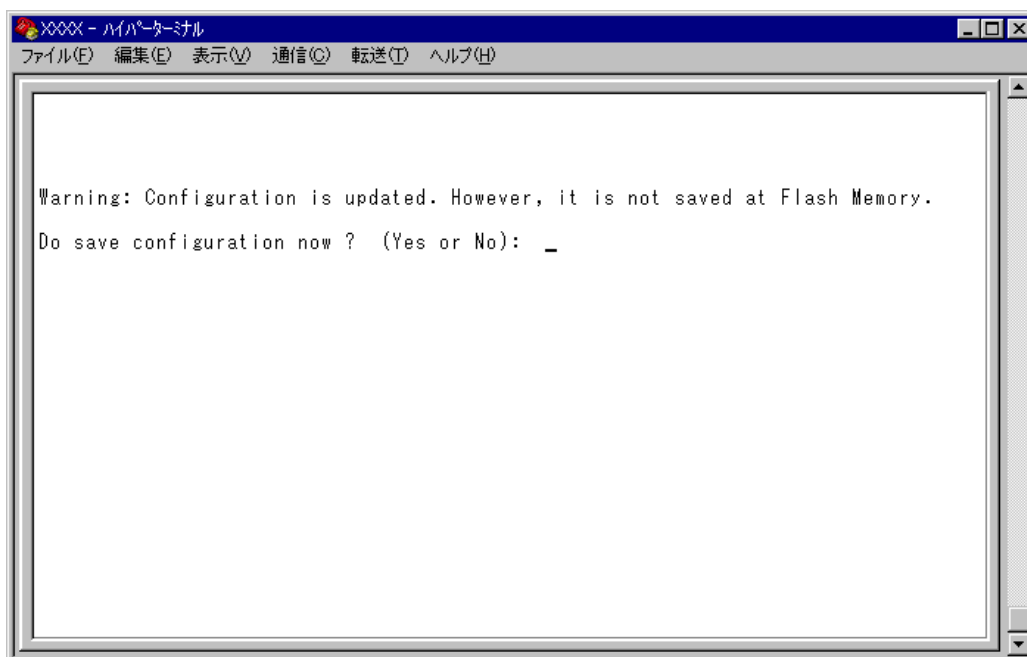 XXXX - ハイパーターミナル
ファイル(F) 編集(E) 表示(V) 通信(C) 転送(T) ヘルプ(H)
Warning: Configuration is updated. However, it is not saved at Flash Memory.
Do save configuration now ? (Yes or No): _